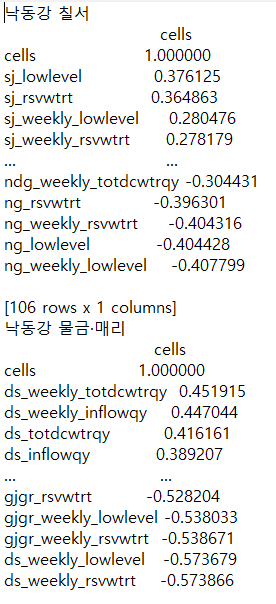 낙동강 칠서
cells
cells 1.000000
sj_lowlevel 0.376125
sj_rsvwtrt 0.364863
sj_weekly_lowlevel 0.280476
sj_weekly_rsvwtrt 0.278179
... ...
ndg_weekly_totdcwtrqy -0.304431
ng_rsvwtrt -0.396301
ng_weekly_rsvwtrt -0.404316
ng_lowlevel -0.404428
ng_weekly_lowlevel -0.407799

[106 rows x 1 columns]
낙동강 물금·매리
cells
cells 1.000000
ds_weekly_totdcwtrqy 0.451915
ds_weekly_inflowqy 0.447044
ds_totdcwtrqy 0.416161
ds_inflowqy 0.389207
... ...
gjgr_rsvwtrt -0.528204
gjgr_weekly_lowlevel -0.538033
gjgr_weekly_rsvwtrt -0.538671
ds_weekly_lowlevel -0.573679
ds_weekly_rsvwtrt -0.573866